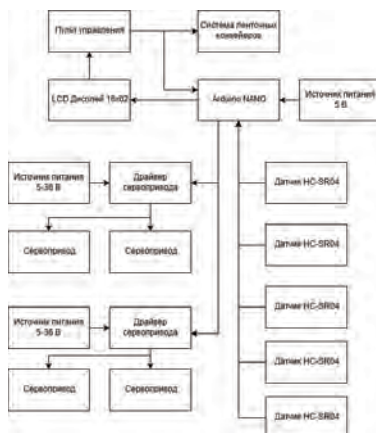 Пульт управления
Система ленточных
конвейеров
LCD Дисплей 16x02
Arduino NANO
Источник питания
5 В
Источник питания
5-36 В
Драйвер
сервопривода
Датчик HC-SR04
Сервопривод
Сервопривод
Датчик HC-SR04
Источник питания
5-36 В
Драйвер
сервопривода
Датчик HC-SR04
Датчик HC-SR04
Сервопривод
Сервопривод
Датчик HC-SR04